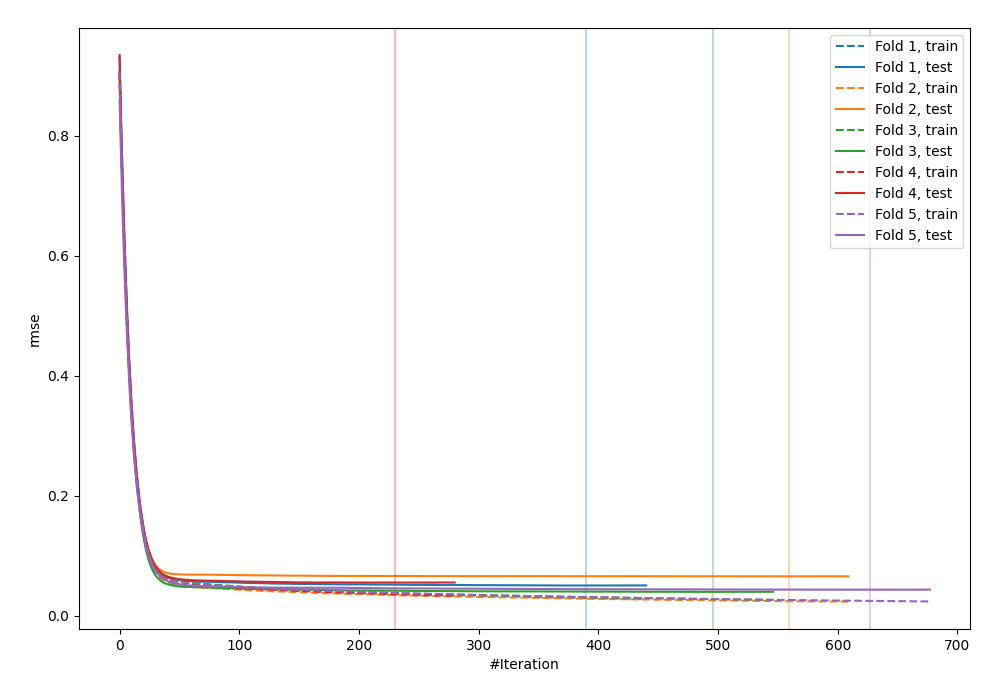 Fold 1, train
Fold 1, test
Fold 2, train
Fold 2, test
Fold 3, train
Fold 3, test
Fold 4, train
Fold 4, test
Fold 5, train
Fold 5, test
0.8
0.6
0.4
0.2
0.0
rmse
0 100 200 300 400 500 600 700
#Iteration